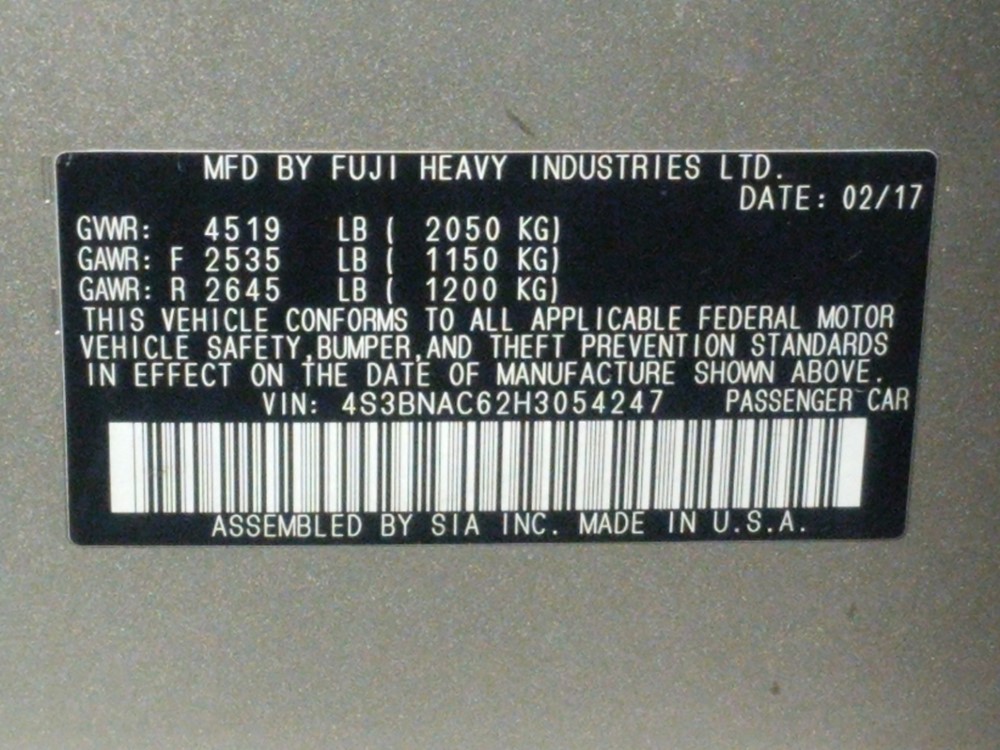 MFD BY FUJI HEAVY INDUSTRIES LTD.
DATE: 02/17
GVWR: 4519 LB ( 2050 KG)
GAWR: F 2535 LB ( 1150 KG)
GAWR: R 2645 LB ( 1200 KG)
THIS VEHICLE CONFORMS TO ALL APPLICABLE FEDERAL MOTOR
VEHICLE SAFETY,BUMPER,AND THEFT PREVENTION STANDARDS
IN EFFECT ON THE DATE OF MANUFACTURE SHOWN ABOVE.
VIN: 4S3BNAC62H3054247 PASSENGER CAR
ASSEMBLED BY SIA INC. MADE IN U.S.A.